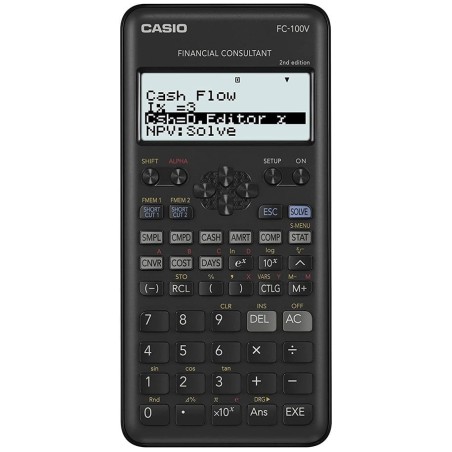 CASIO FC-100V
FINANCIAL CONSULTANT
2nd edition
Cash Flow
I% =3
Csh=D.Editor x
NPV:Solve
SHIFT ALPHA SETUP ON
FMEM 1 FMEM 2
SHORT CUT 1 SHORT CUT 2 ESC SOLVE
S-MENU
SMPL CMPD CASH AMRT COMP STAT
A B C D ln log
CNVR COST DAYS eˣ 10ˣ ^
STO % , X VARS Y M- M
(-) RCL ( ) CTLG M+
CLR INS OFF
7 8 9 DEL AC
4 5 6 × ÷
sin cos tan
1 2 3 + −
Rnd Δ% π DRG▶
0 • ×10ˣ Ans EXE